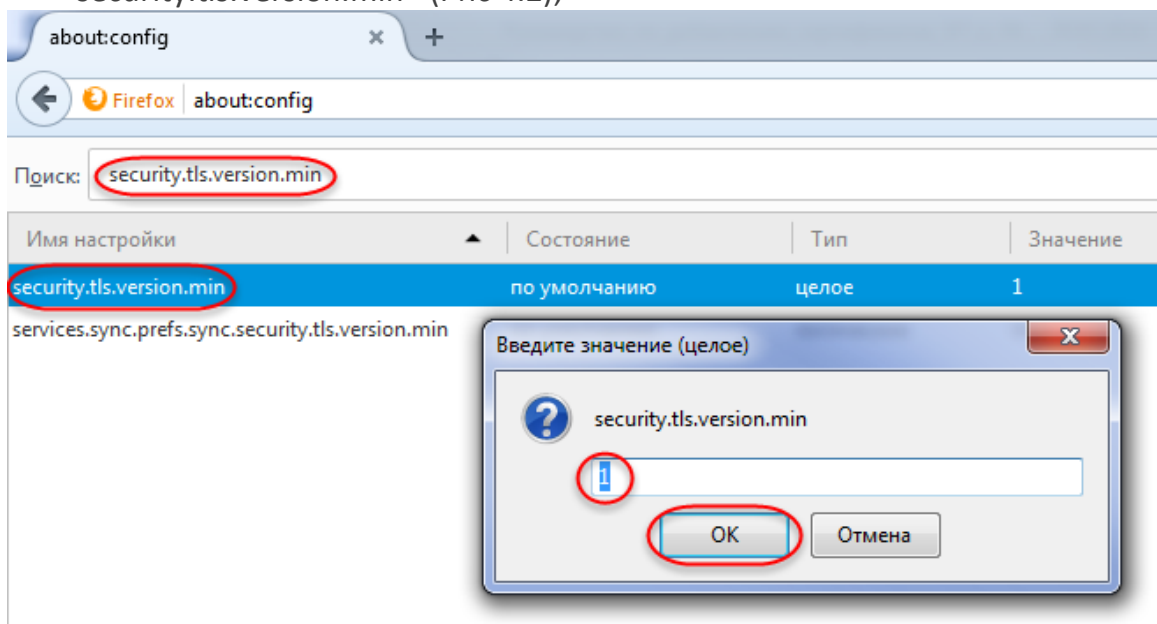 about:config
Firefox about:config
Поиск: security.tls.version.min
Имя настройки Состояние Тип Значение
security.tls.version.min по умолчанию целое 1
services.sync.prefs.sync.security.tls.version.min
Введите значение (целое)
security.tls.version.min
1
OK Отмена